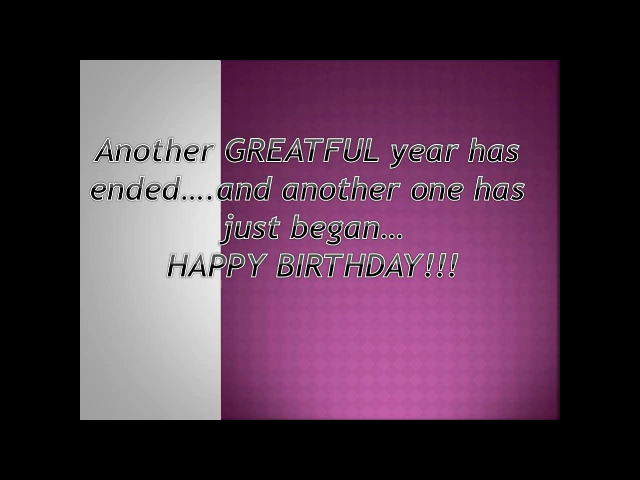 Another GREATFUL year has
ended….and another one has
just began…
HAPPY BIRTHDAY!!!